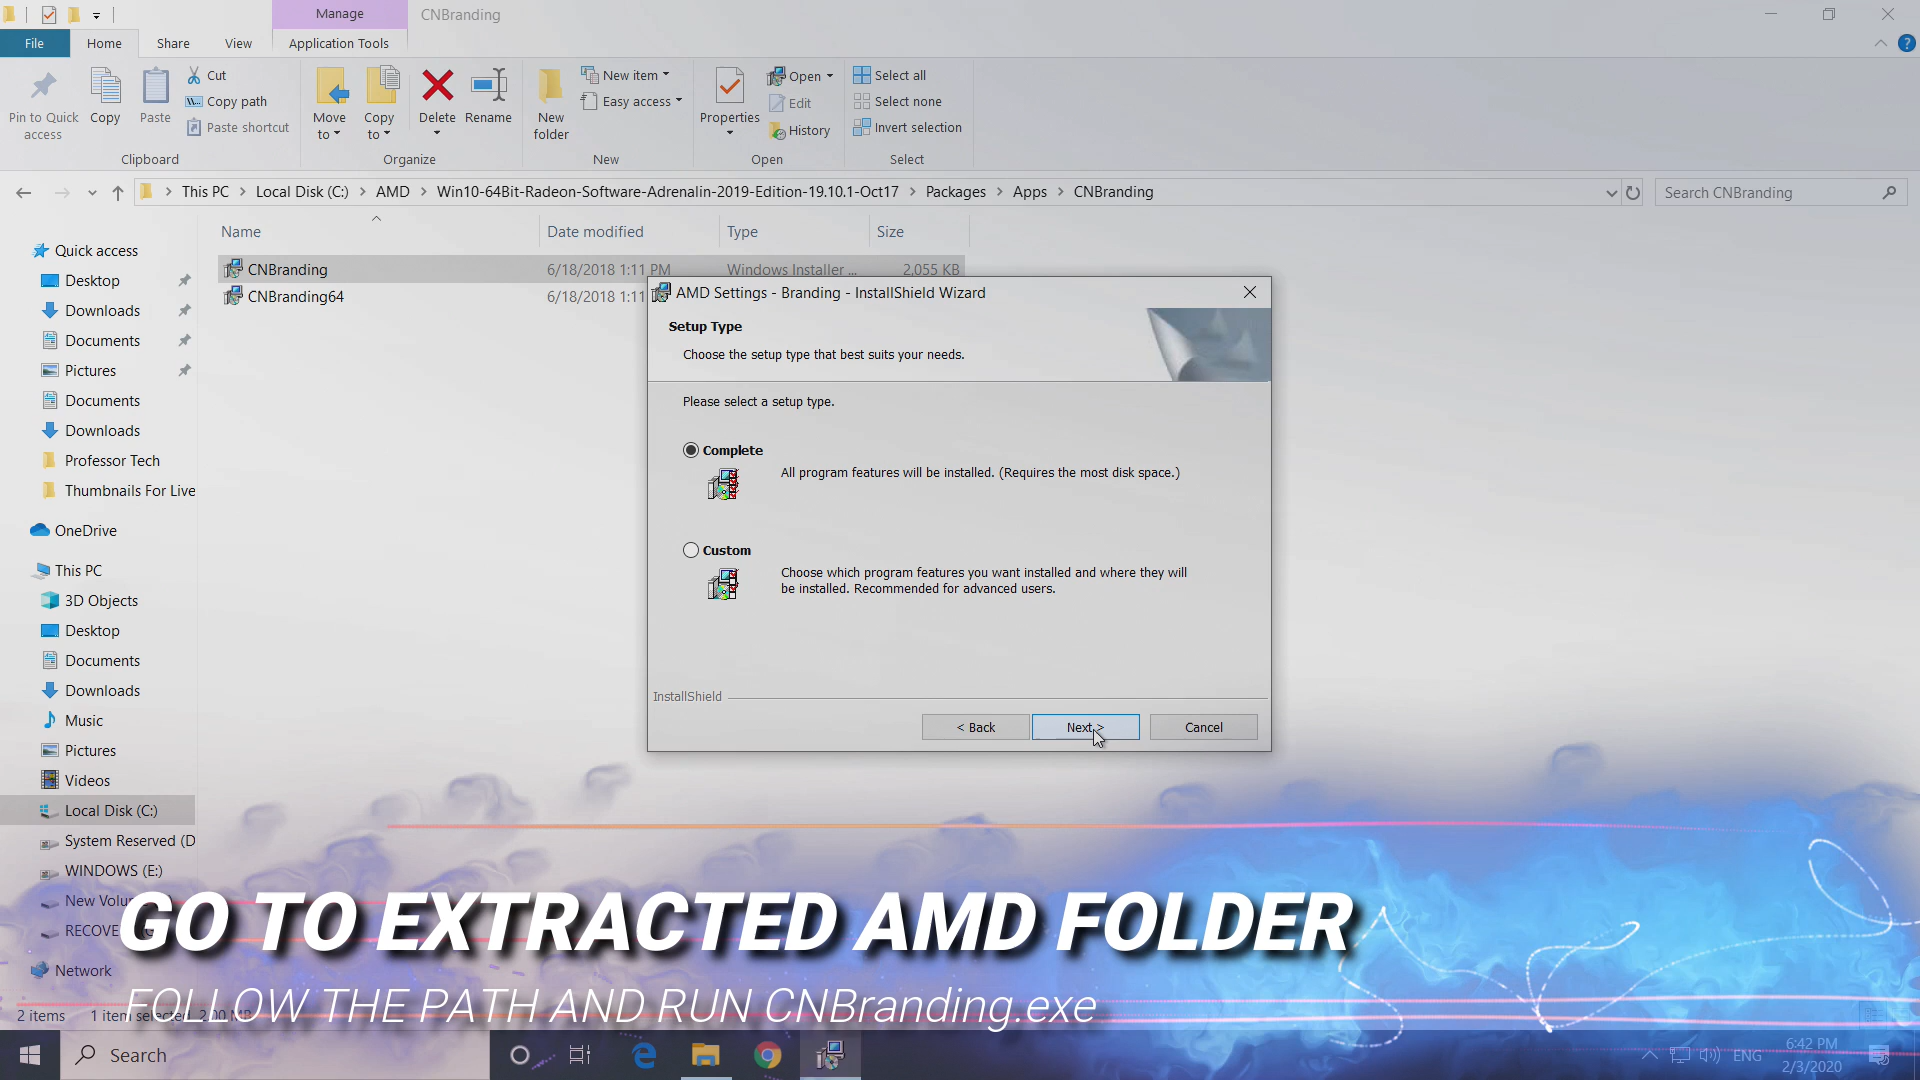 Manage
CNBranding
File
Home
Share
View
Application Tools
Pin to Quick access
Copy
Paste
Cut
Copy path
Paste shortcut
Clipboard
Move to
Copy to
Delete
Rename
Organize
New folder
New item
Easy access
New
Properties
Open
Edit
History
Open
Select all
Select none
Invert selection
Select
This PC > Local Disk (C:) > AMD > Win10-64Bit-Radeon-Software-Adrenalin-2019-Edition-19.10.1-Oct17 > Packages > Apps > CNBranding
Search CNBranding
Name
Date modified
Type
Size
CNBranding 6/18/2018 1:11 PM Windows Installer ... 2,055 KB
CNBranding64 6/18/2018 1:11
Quick access
Desktop
Downloads
Documents
Pictures
Documents
Downloads
Professor Tech
Thumbnails For Live
OneDrive
This PC
3D Objects
Desktop
Documents
Downloads
Music
Pictures
Videos
Local Disk (C:)
System Reserved (D
WINDOWS (E:)
New Volu
RECOVE
Network
2 items
1 item selected 2.00 MB
AMD Settings - Branding - InstallShield Wizard
Setup Type
Choose the setup type that best suits your needs.
Please select a setup type.
Complete
All program features will be installed. (Requires the most disk space.)
Custom
Choose which program features you want installed and where they will
be installed. Recommended for advanced users.
InstallShield
< Back
Next >
Cancel
GO TO EXTRACTED AMD FOLDER
FOLLOW THE PATH AND RUN CNBranding.exe
Search
ENG
6:42 PM
2/3/2020